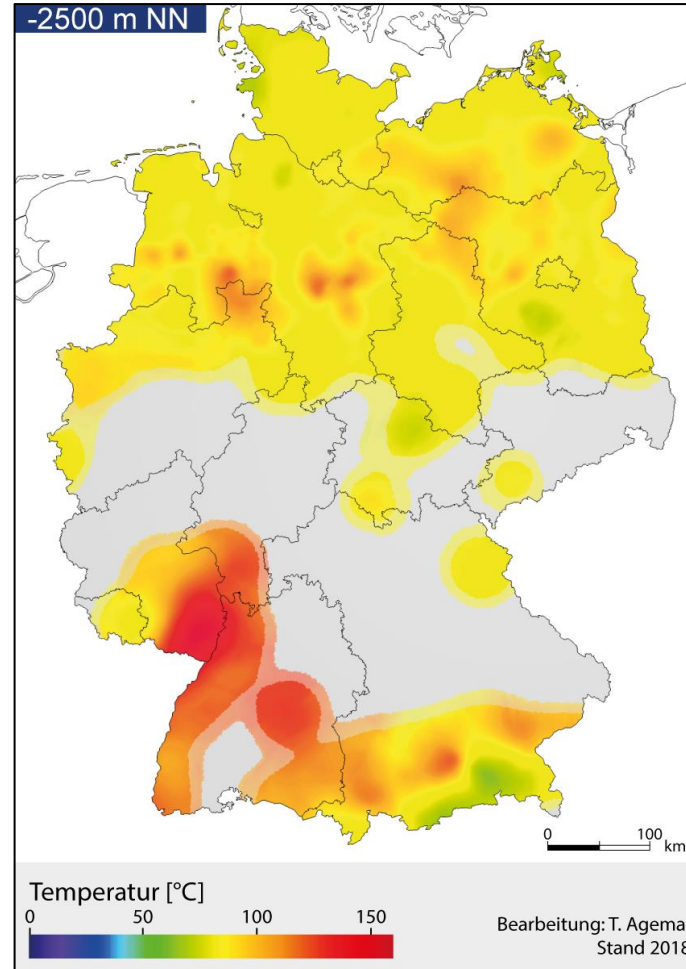 -2500 m NN
0 100
km
Temperatur [°C]
0 50 100 150
Bearbeitung: T. Agema
Stand 2018